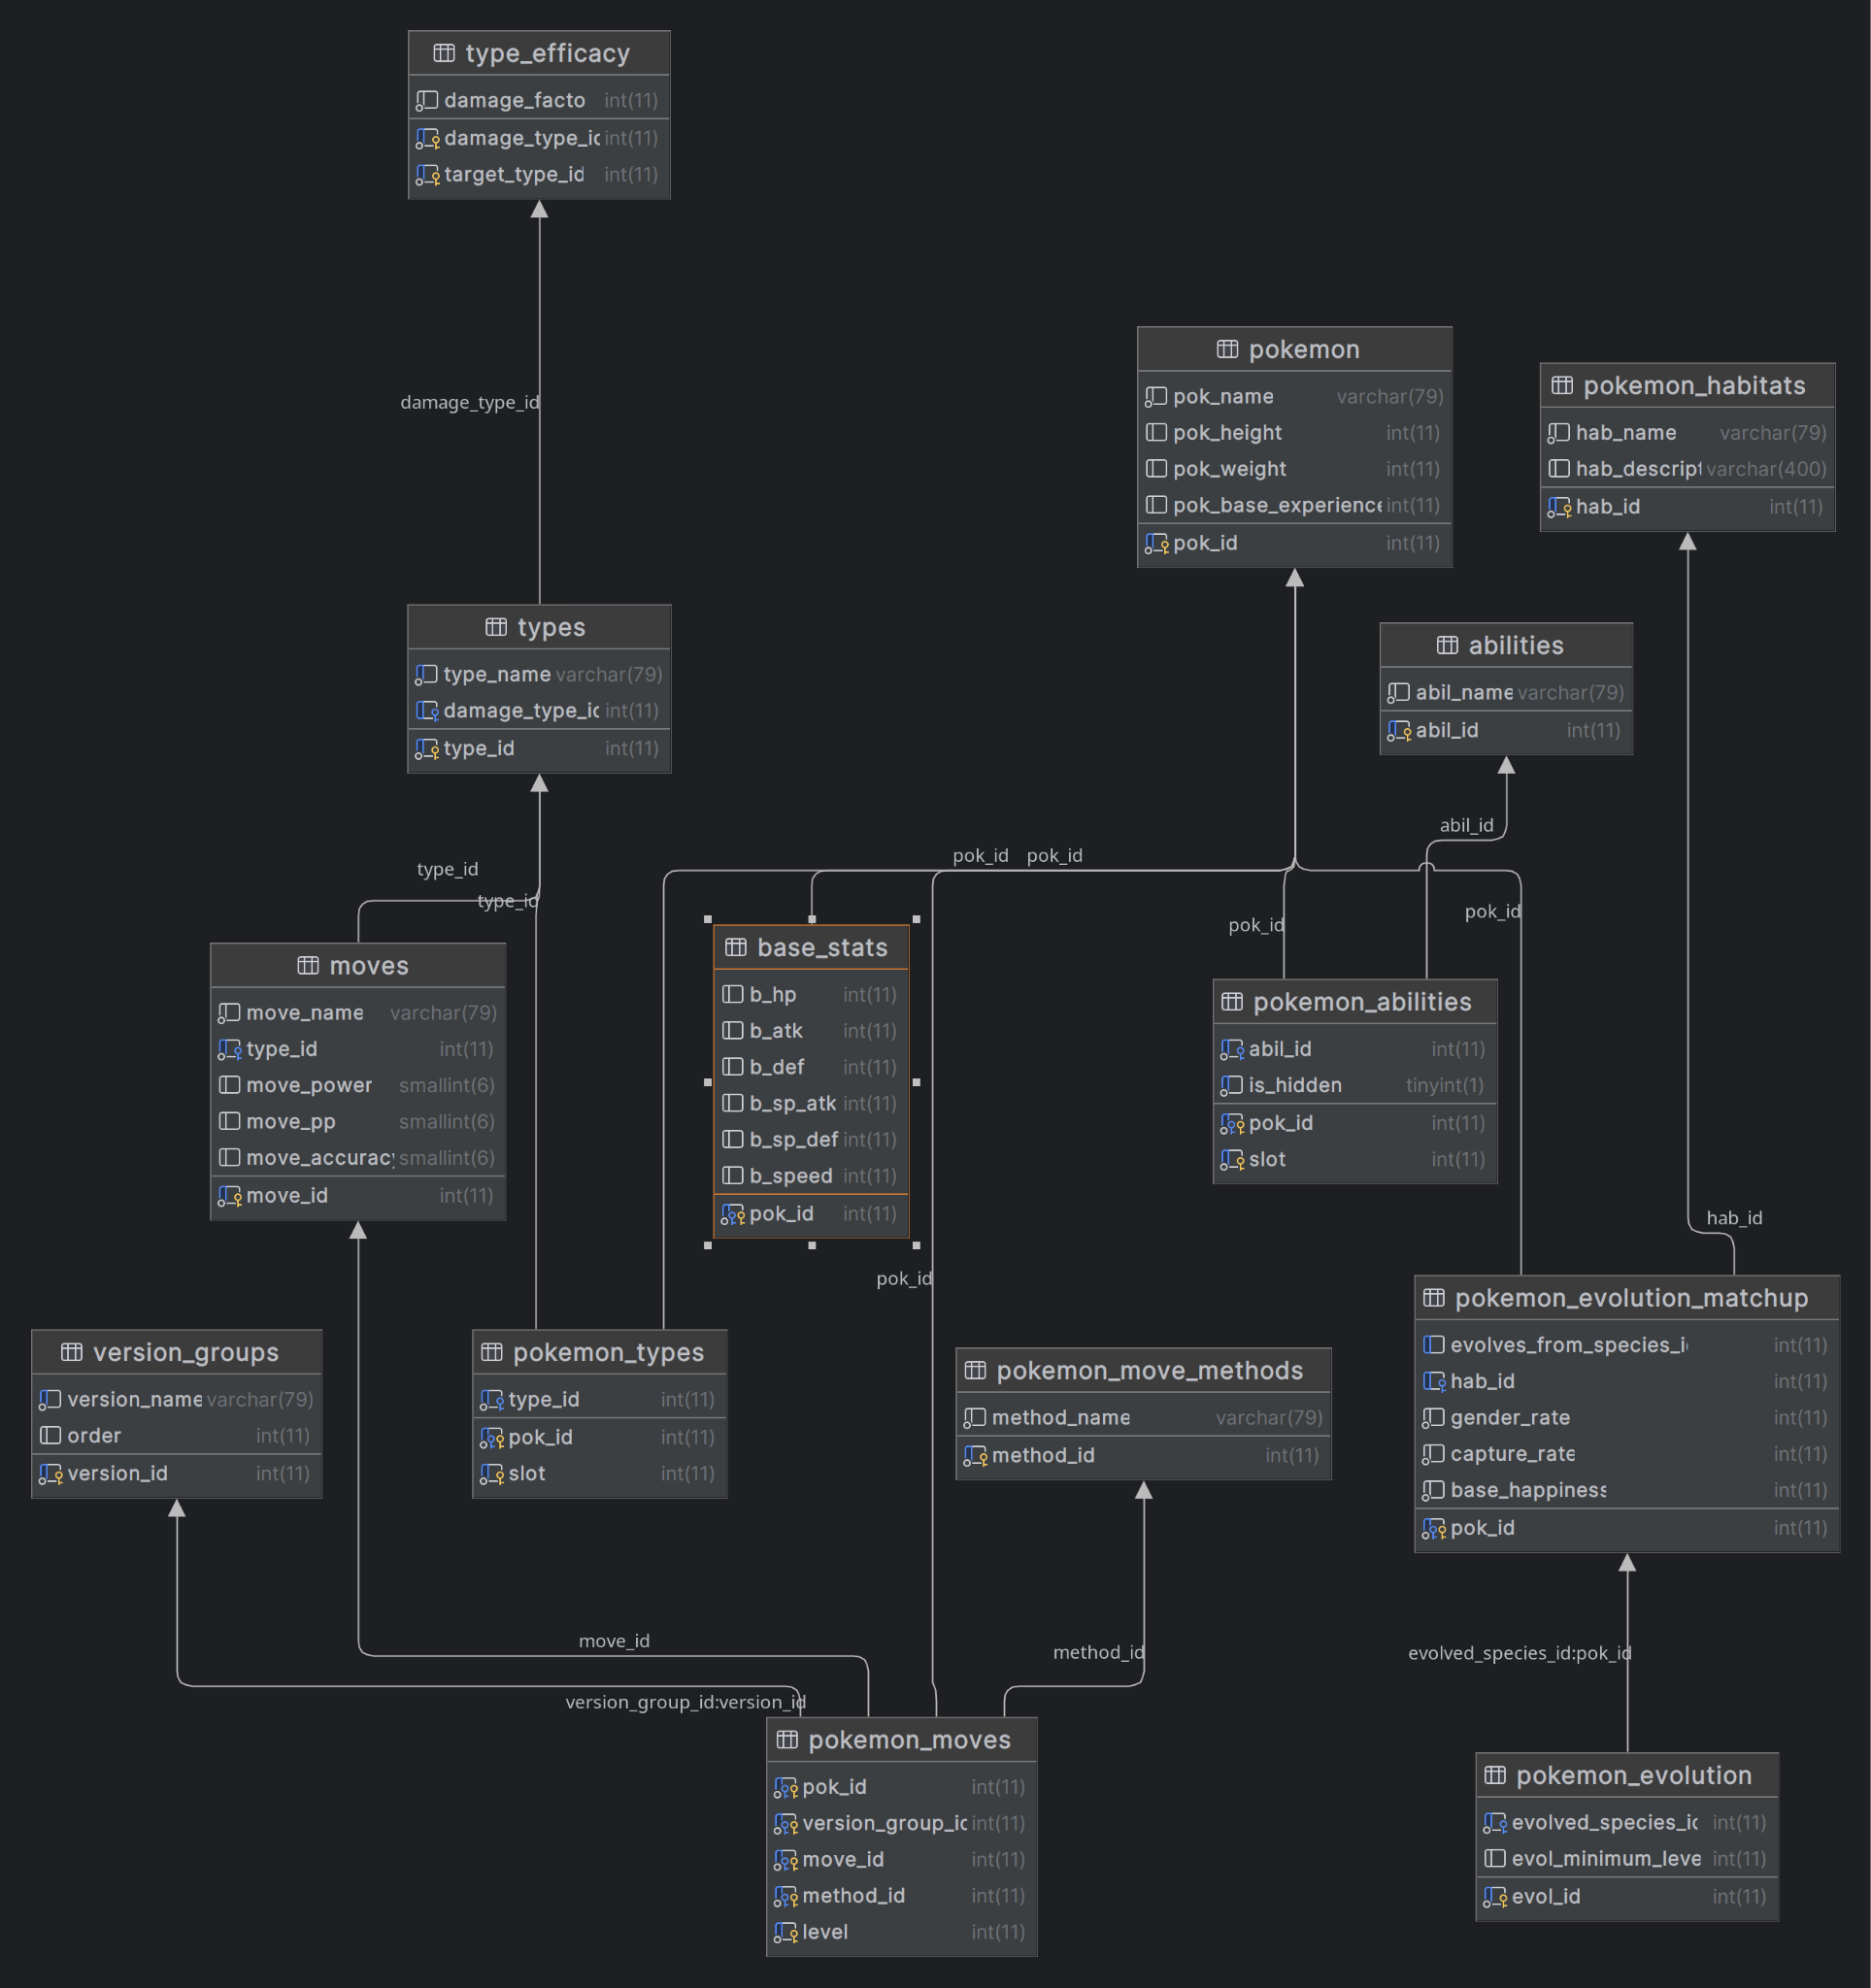 type_efficacy
damage_facto int(11)
damage_type_ic int(11)
target_type_id int(11)
damage_type_id
pokemon
pok_name varchar(79)
pok_height int(11)
pok_weight int(11)
pok_base_experience int(11)
pok_id int(11)
pokemon_habitats
hab_name varchar(79)
hab_descript varchar(400)
hab_id int(11)
types
type_name varchar(79)
damage_type_ic int(11)
type_id int(11)
abilities
abil_name varchar(79)
abil_id int(11)
abil_id
pok_id pok_id
type_id
type_id
pok_id
pok_id
moves
move_name varchar(79)
type_id int(11)
move_power smallint(6)
move_pp smallint(6)
move_accuracy smallint(6)
move_id int(11)
base_stats
b_hp int(11)
b_atk int(11)
b_def int(11)
b_sp_atk int(11)
b_sp_def int(11)
b_speed int(11)
pok_id int(11)
pokemon_abilities
abil_id int(11)
is_hidden tinyint(1)
pok_id int(11)
slot int(11)
hab_id
pok_id
version_groups
version_name varchar(79)
order int(11)
version_id int(11)
pokemon_types
type_id int(11)
pok_id int(11)
slot int(11)
pokemon_move_methods
method_name varchar(79)
method_id int(11)
pokemon_evolution_matchup
evolves_from_species_i int(11)
hab_id int(11)
gender_rate int(11)
capture_rate int(11)
base_happiness int(11)
pok_id int(11)
move_id
method_id
evolved_species_id:pok_id
version_group_id:version_id
pokemon_moves
pok_id int(11)
version_group_ic int(11)
move_id int(11)
method_id int(11)
level int(11)
pokemon_evolution
evolved_species_ic int(11)
evol_minimum_leve int(11)
evol_id int(11)